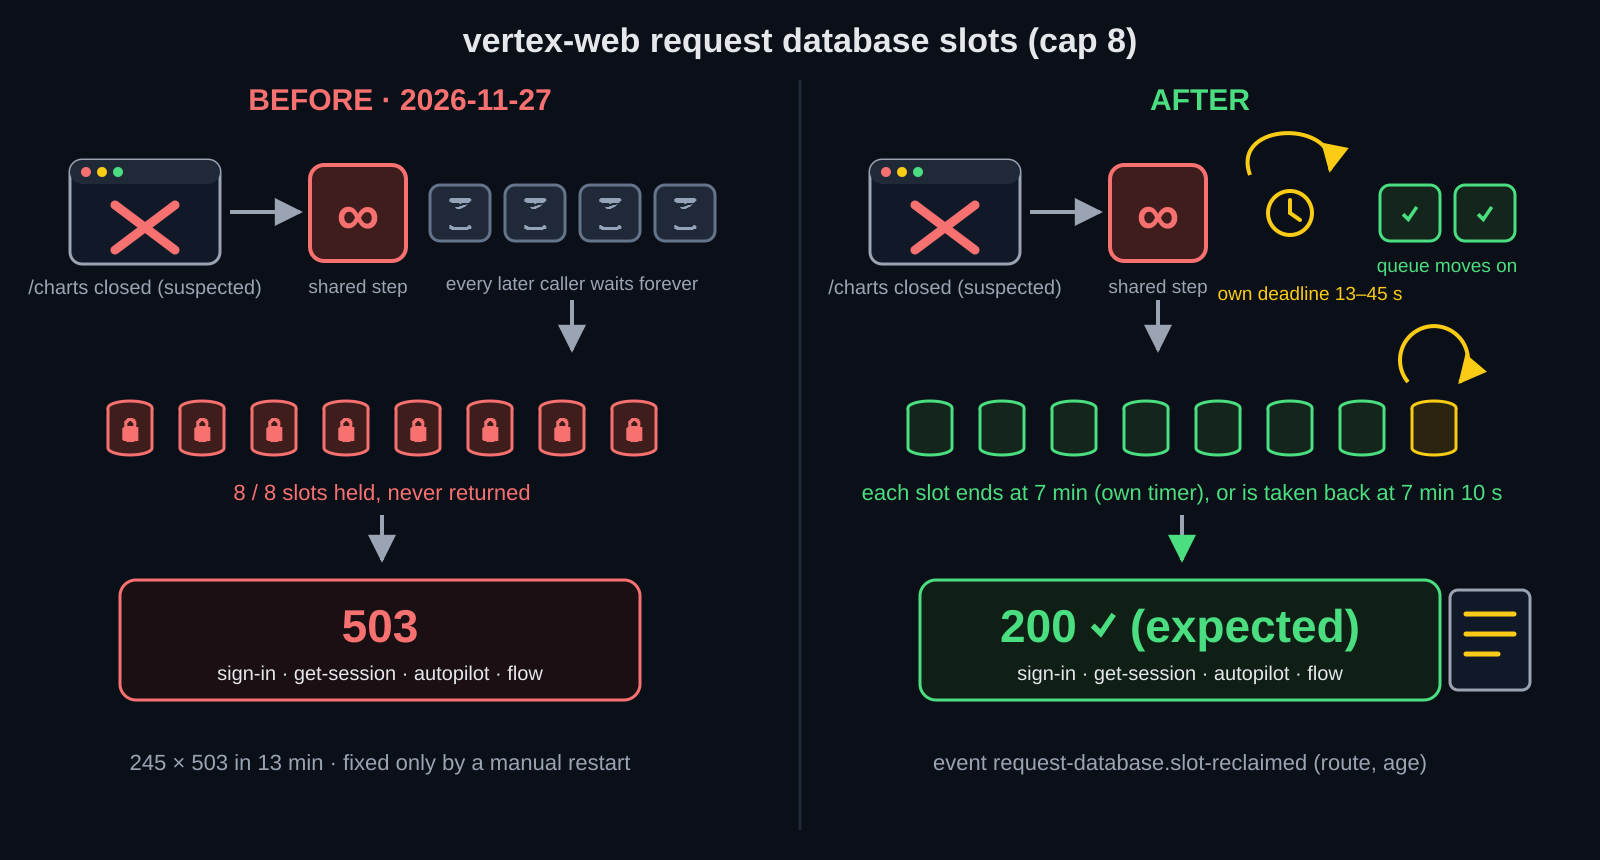 vertex-web request database slots (cap 8)
BEFORE · 2026-11-27
∞
/charts closed (suspected)
shared step
every later caller waits forever
8 / 8 slots held, never returned
503
sign-in · get-session · autopilot · flow
245 × 503 in 13 min · fixed only by a manual restart
AFTER
∞
/charts closed (suspected)
shared step
own deadline 13–45 s
queue moves on
each slot ends at 7 min (own timer), or is taken back at 7 min 10 s
200 ✓ (expected)
sign-in · get-session · autopilot · flow
event request-database.slot-reclaimed (route, age)